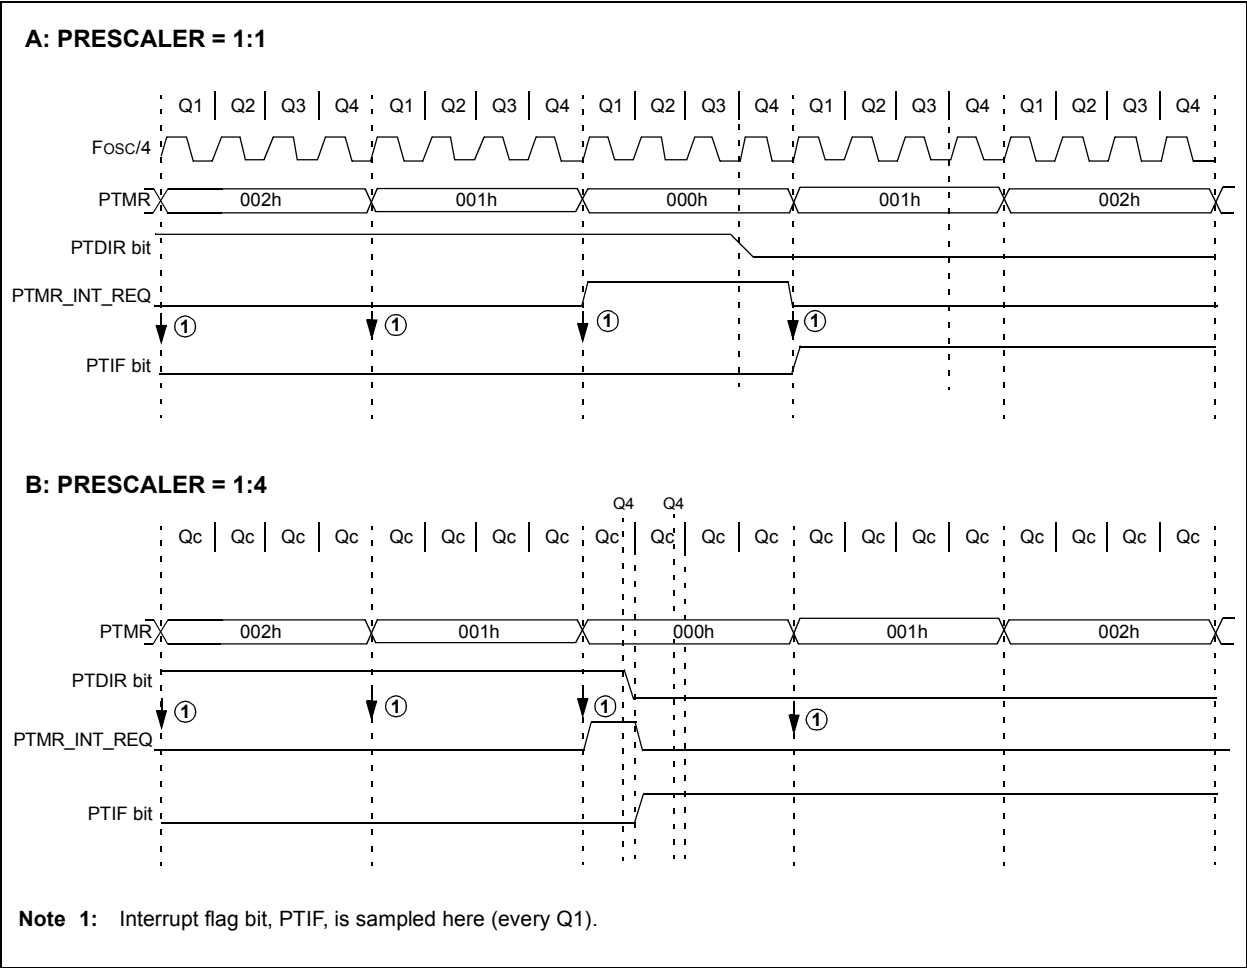 A: PRESCALER = 1:1
Q1 Q2 Q3 Q4 Q1 Q2 Q3 Q4 Q1 Q2 Q3 Q4 Q1 Q2 Q3 Q4 Q1 Q2 Q3 Q4
FOSC/4
PTMR 002h 001h 000h 001h 002h
PTDIR bit
PTMR_INT_REQ
1 1 1 1
PTIF bit
B: PRESCALER = 1:4
Q4 Q4
Qc Qc Qc Qc Qc Qc Qc Qc Qc Qc Qc Qc Qc Qc Qc Qc Qc Qc Qc Qc
PTMR 002h 001h 000h 001h 002h
PTDIR bit
1 1 1 1
PTMR_INT_REQ
PTIF bit
Note 1: Interrupt flag bit, PTIF, is sampled here (every Q1).